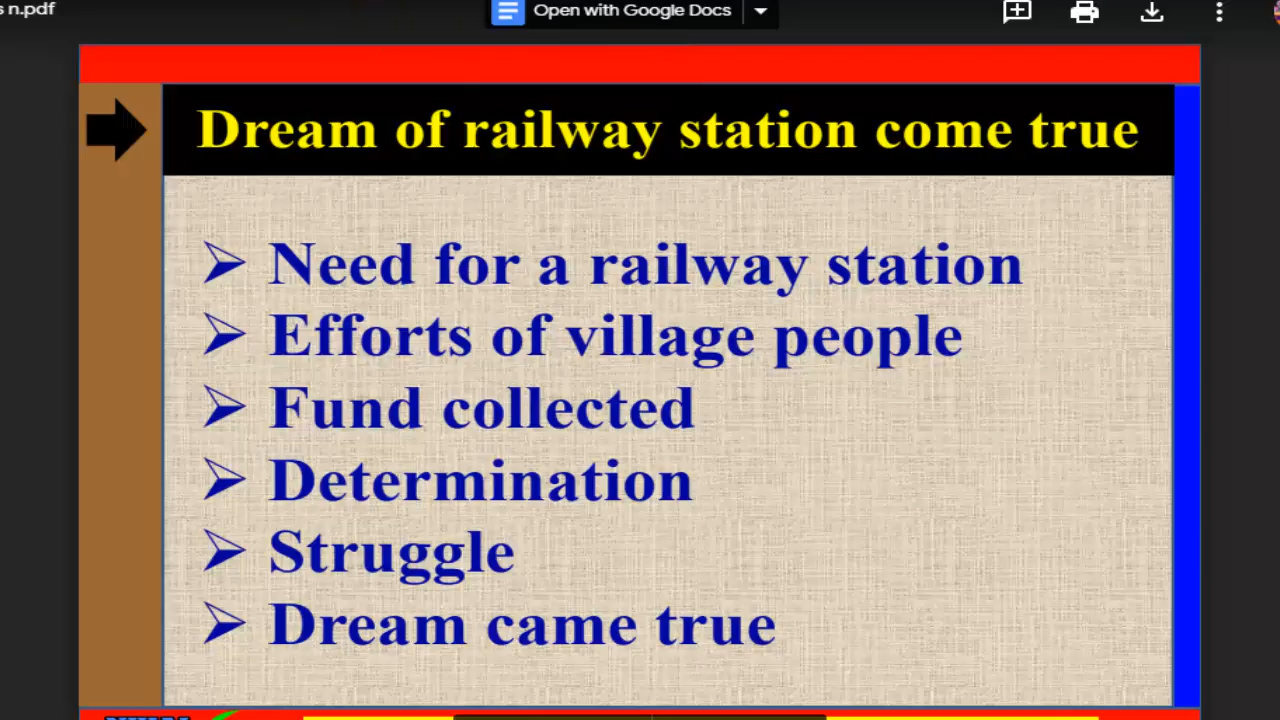 s n.pdf
Open with Google Docs
Dream of railway station come true
Need for a railway station
Efforts of village people
Fund collected
Determination
Struggle
Dream came true